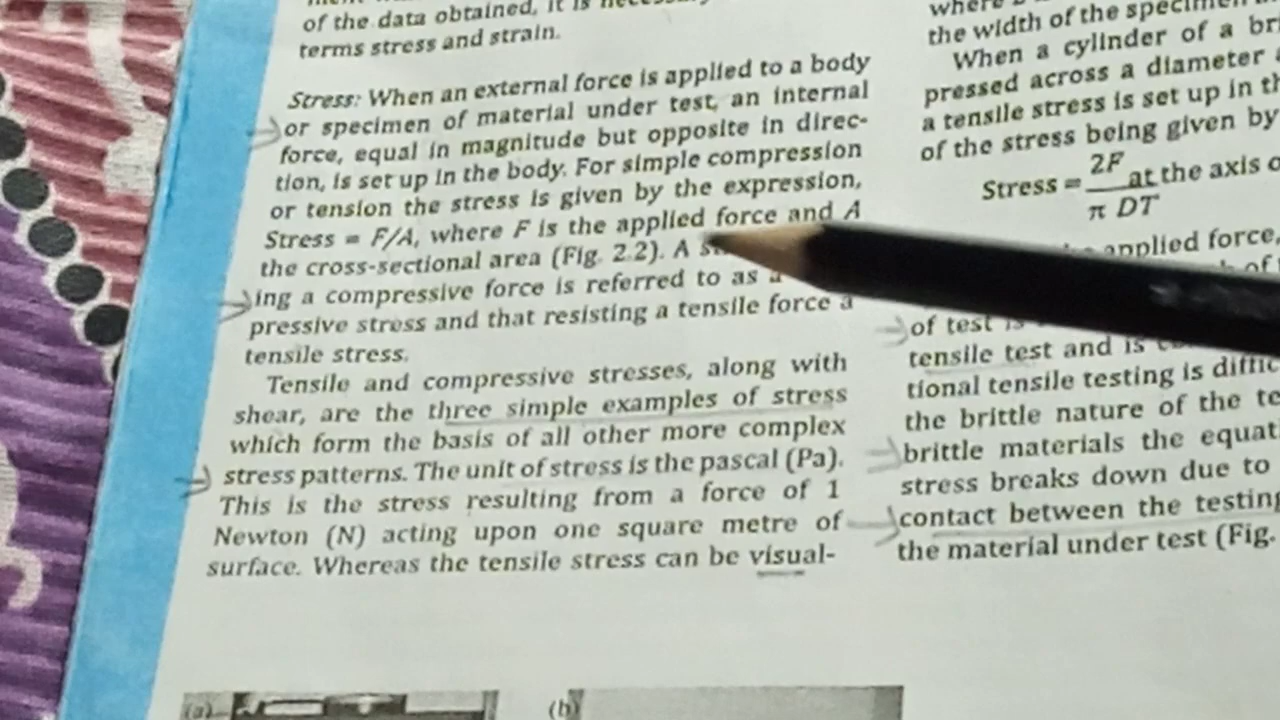 of the data obtained, it is
terms stress and strain.
Stress: When an external force is applied to a body
or specimen of material under test, an internal
force, equal in magnitude but opposite in direc-
tion, is set up in the body. For simple compression
or tension the stress is given by the expression,
Stress = F/A, where F is the applied force and A
the cross-sectional area (Fig. 2.2). A
ing a compressive force is referred to as a
pressive stress and that resisting a tensile force a
tensile stress.
Tensile and compressive stresses, along with
shear, are the three simple examples of stress
which form the basis of all other more complex
stress patterns. The unit of stress is the pascal (Pa).
This is the stress resulting from a force of 1
Newton (N) acting upon one square metre of
surface. Whereas the tensile stress can be visual-
(a)
(b)
where
the width of the specimen
When a cylinder of a
pressed across a diameter
a tensile stress is set up in
of the stress being given by
Stress = 2F / π DT at the axis
applied force,
of
of test
tensile test and is
tional tensile testing is
the brittle nature of the
brittle materials the
stress breaks down due to
contact between the testing
the material under test (Fig.